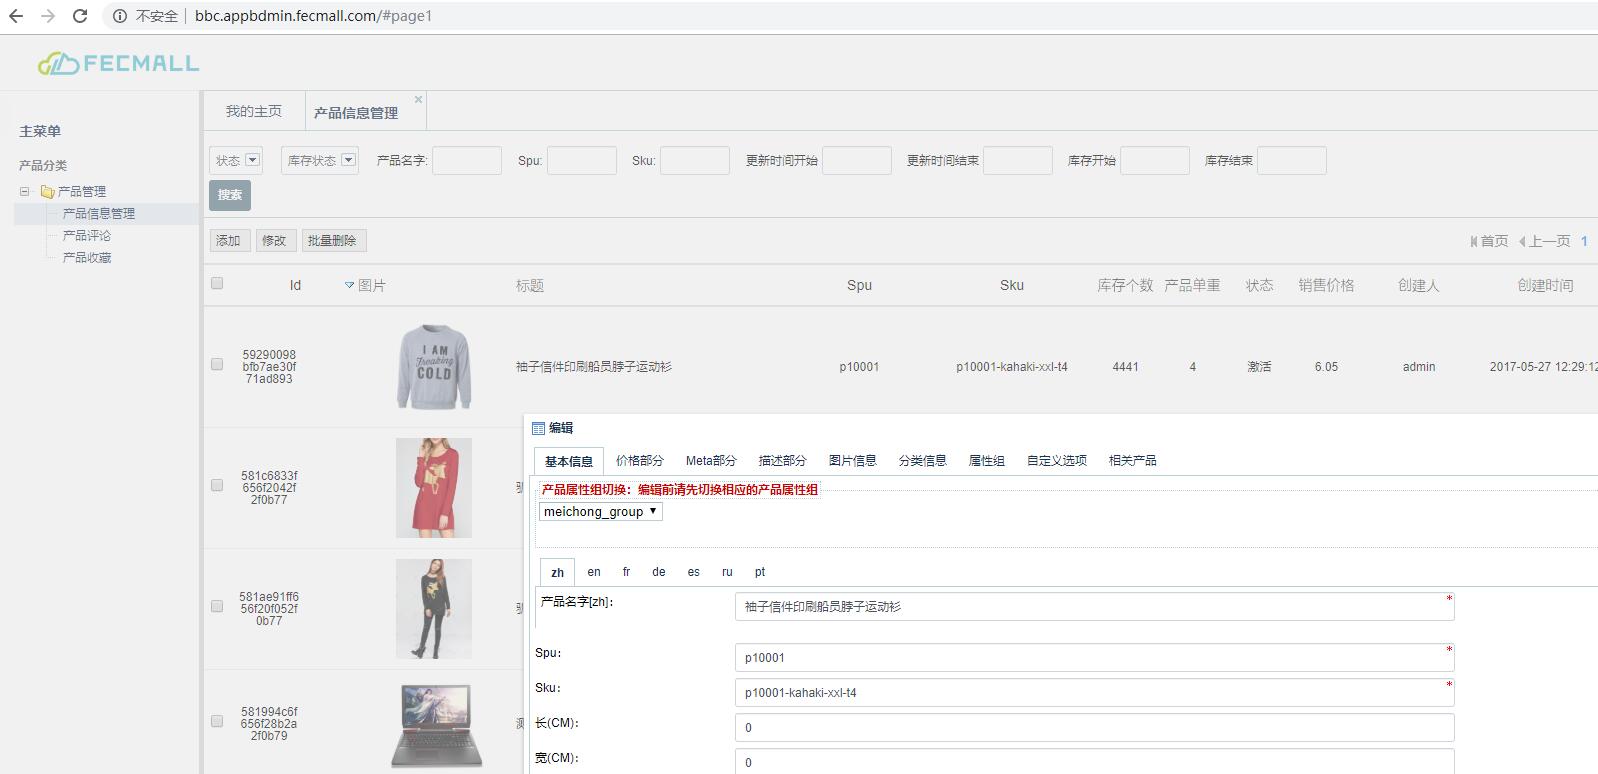 不安全 bbc.appbdmin.fecmall.com/#page1
FECMALL
主菜单
产品分类
产品管理
产品信息管理
产品评论
产品收藏
我的主页 产品信息管理
状态 库存状态 产品名字: Spu: Sku: 更新时间开始 更新时间结束 库存开始 库存结束
搜索
添加 修改 批量删除 首页 上一页 1
Id 图片 标题 Spu Sku 库存个数 产品单重 状态 销售价格 创建人 创建时间
59290098
bfb7ae30f
71ad893
I AM
Freaking
COLD
袖子信件印刷船员脖子运动衫 p10001 p10001-kahaki-xxl-t4 4441 4 激活 6.05 admin 2017-05-27 12:29:12
581c6833f
656f2042f
2f0b77
581ae91ff6
56f20f052f
0b77
581994c6f
656f28b2a
2f0b79
测
编辑
基本信息 价格部分 Meta部分 描述部分 图片信息 分类信息 属性组 自定义选项 相关产品
产品属性组切换：编辑前请先切换相应的产品属性组
meichong_group
zh en fr de es ru pt
产品名字[zh]： 袖子信件印刷船员脖子运动衫 *
Spu： p10001 *
Sku： p10001-kahaki-xxl-t4 *
长(CM)： 0
宽(CM)： 0